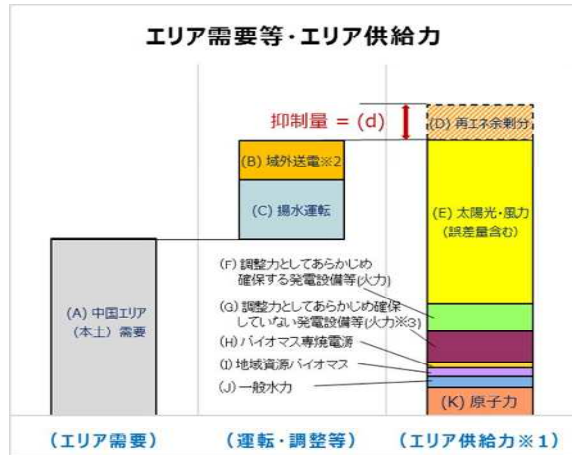 エリア需要等・エリア供給力
抑制量 = (d)
(D) 再エネ余剰分
(B) 域外送電※2
(C) 揚水運転
(E) 太陽光・風力
(誤差量含む)
(A) 中国エリア
(本土) 需要
(F) 調整力としてあらかじめ
確保する発電設備等(火力)
(G) 調整力としてあらかじめ確保
していない発電設備等(火力※3)
(H) バイオマス専焼電源
(I) 地域資源バイオマス
(J) 一般水力
(K) 原子力
(エリア需要)
(運転・調整等)
(エリア供給力※1)